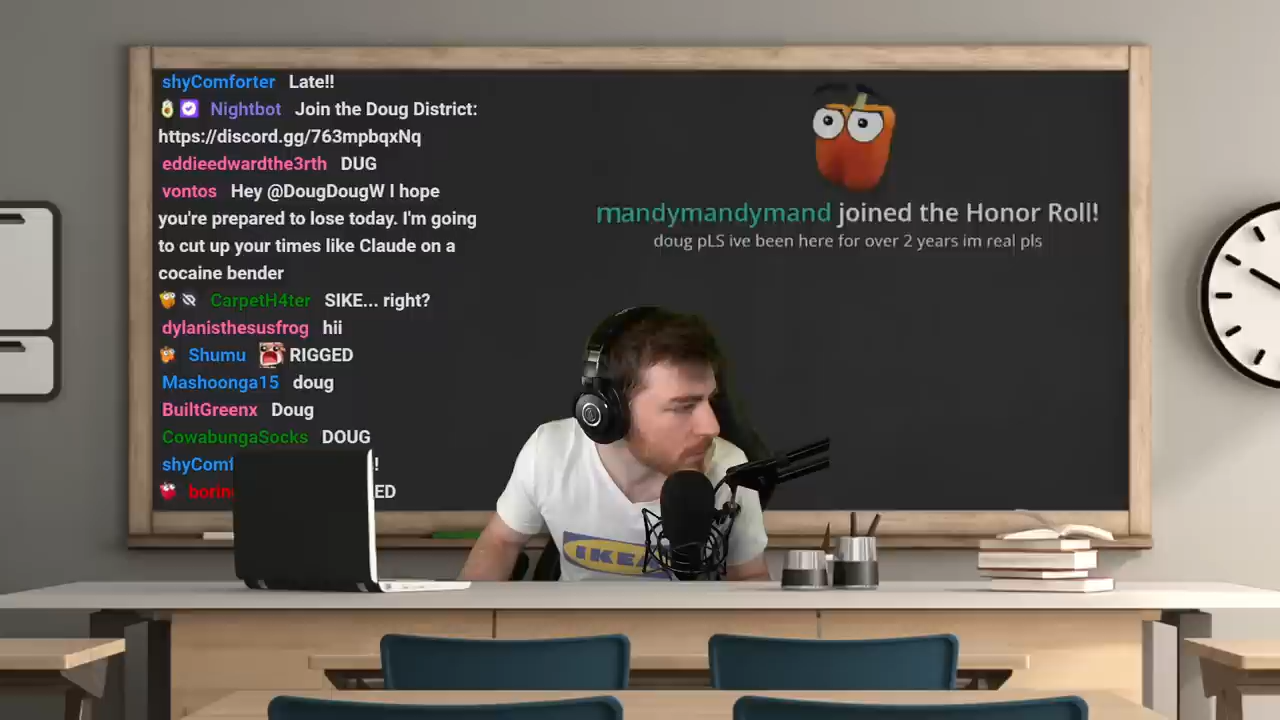 shyComforter Late!!
Nightbot Join the Doug District:
https://discord.gg/763mpbqxNq
eddieedwardthe3rth DUG
vontos Hey @DougDougW I hope
you're prepared to lose today. I'm going
to cut up your times like Claude on a
cocaine bender
CarpetH4ter SIKE... right?
dylanisthesusfrog hii
Shumu RIGGED
Mashoonga15 doug
BuiltGreenx Doug
CowabungaSocks DOUG
mandymandymand joined the Honor Roll!
doug pLS ive been here for over 2 years im real pls
IKEA